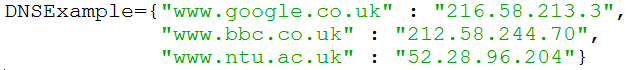 DNSExample={"www.google.co.uk" : "216.58.213.3",
"www.bbc.co.uk" : "212.58.244.70",
"www.ntu.ac.uk" : "52.28.96.204"}